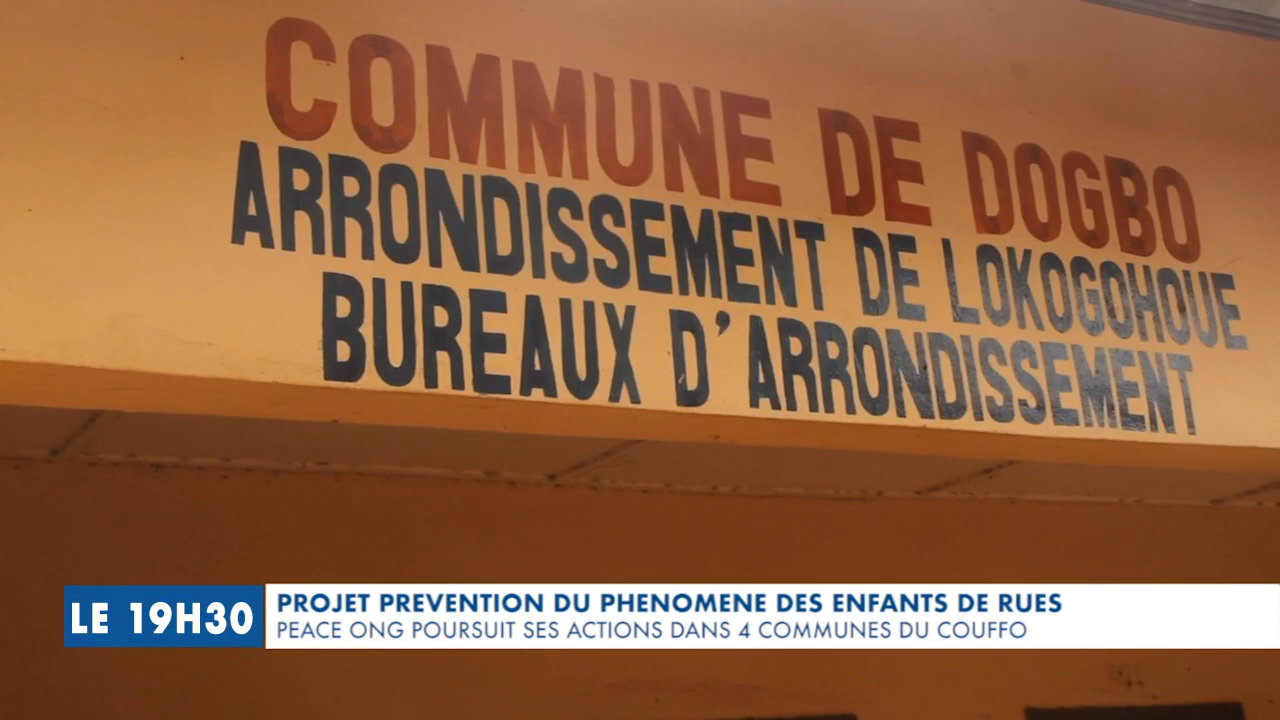 COMMUNE DE DOGBO
ARRONDISSEMENT DE LOKOGOHOUE
BUREAUX D'ARRONDISSEMENT
LE 19H30
PROJET PREVENTION DU PHENOMENE DES ENFANTS DE RUES
PEACE ONG POURSUIT SES ACTIONS DANS 4 COMMUNES DU COUFFO